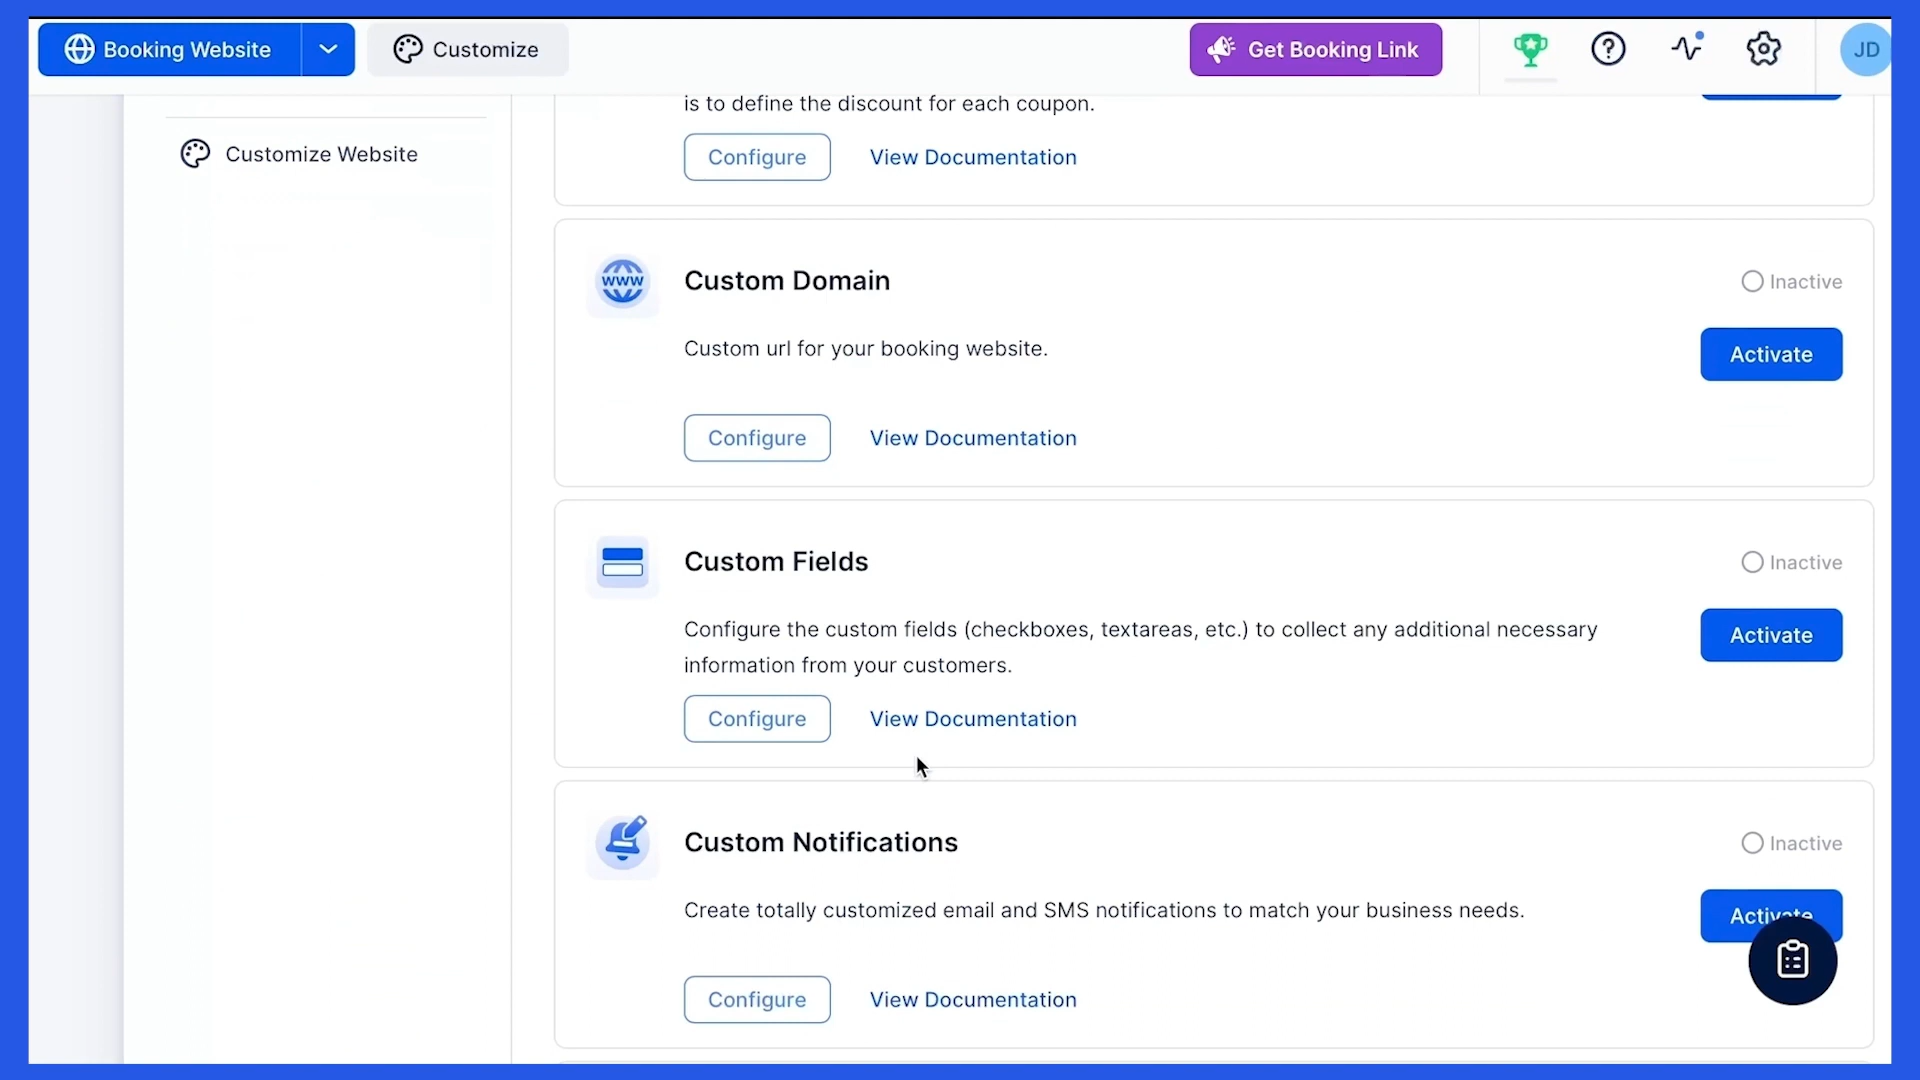 Booking Website
Customize
Get Booking Link
JD
Customize Website
is to define the discount for each coupon.
Configure
View Documentation
WWW
Custom Domain
Inactive
Custom url for your booking website.
Activate
Configure
View Documentation
Custom Fields
Inactive
Configure the custom fields (checkboxes, textareas, etc.) to collect any additional necessary
information from your customers.
Activate
Configure
View Documentation
Custom Notifications
Inactive
Create totally customized email and SMS notifications to match your business needs.
Activate
Configure
View Documentation